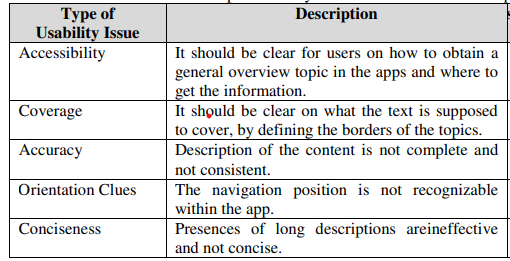 Type of Usability Issue | Description
Accessibility | It should be clear for users on how to obtain a
general overview topic in the apps and where to
get the information.
Coverage | It should be clear on what the text is supposed
to cover, by defining the borders of the topics.
Accuracy | Description of the content is not complete and
not consistent.
Orientation Clues | The navigation position is not recognizable
within the app.
Conciseness | Presences of long descriptions areineffective
and not concise.